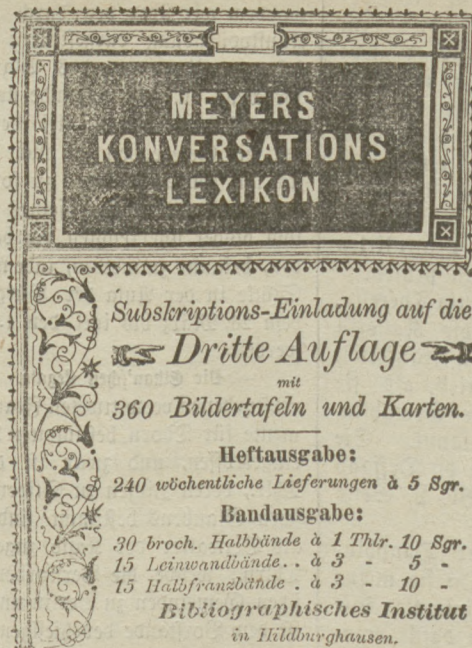 MEYERS
KONVERSATIONS
LEXIKON
Subskriptions-Einladung auf die
Dritte Auflage
mit
360 Bildertafeln und Karten.
Heftausgabe:
240 wöchentliche Lieferungen à 5 Sgr.
Bandausgabe:
30 broch. Halbbände à 1 Thlr. 10 Sgr.
15 Leinwandbände . . à 3 - 5 -
15 Halbfranzbände . à 3 - 10 -
Bibliographisches Institut
in Hildburghausen.